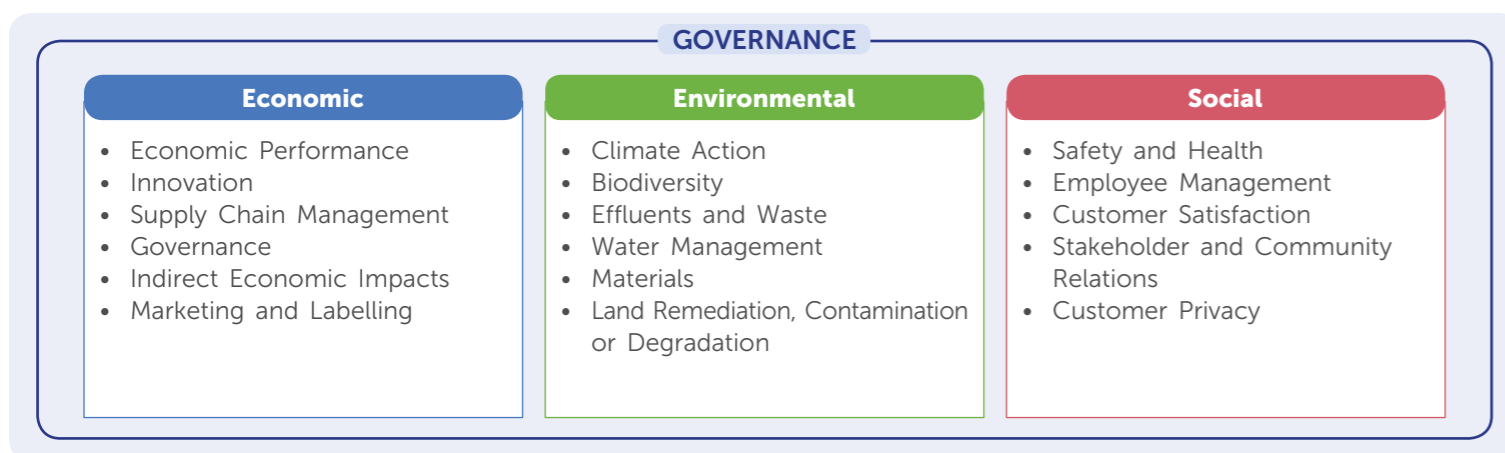 GOVERNANCE
Economic
• Economic Performance
• Innovation
• Supply Chain Management
• Governance
• Indirect Economic Impacts
• Marketing and Labelling
Environmental
• Climate Action
• Biodiversity
• Effluents and Waste
• Water Management
• Materials
• Land Remediation, Contamination
or Degradation
Social
• Safety and Health
• Employee Management
• Customer Satisfaction
• Stakeholder and Community
Relations
• Customer Privacy